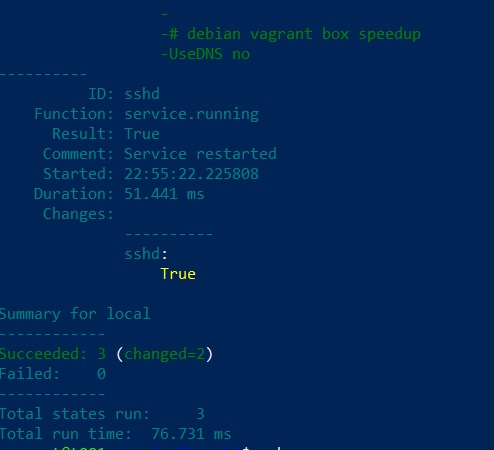 -
-# debian vagrant box speedup
-UseDNS no
----------
ID: sshd
Function: service.running
Result: True
Comment: Service restarted
Started: 22:55:22.225808
Duration: 51.441 ms
Changes:
----------
sshd:
True
Summary for local
------------
Succeeded: 3 (changed=2)
Failed: 0
------------
Total states run: 3
Total run time: 76.731 ms